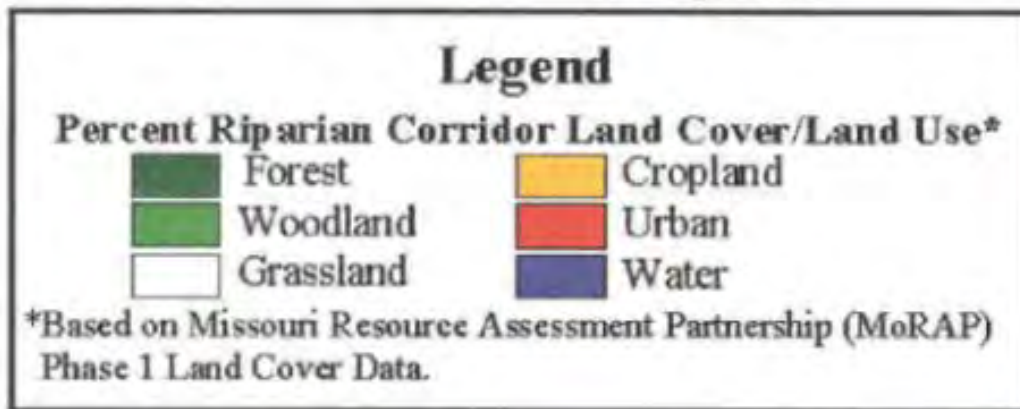 Legend
Percent Riparian Corridor Land Cover/Land Use*
Forest
Woodland
Grassland
Cropland
Urban
Water
*Based on Missouri Resource Assessment Partnership (MoRAP)
Phase 1 Land Cover Data.